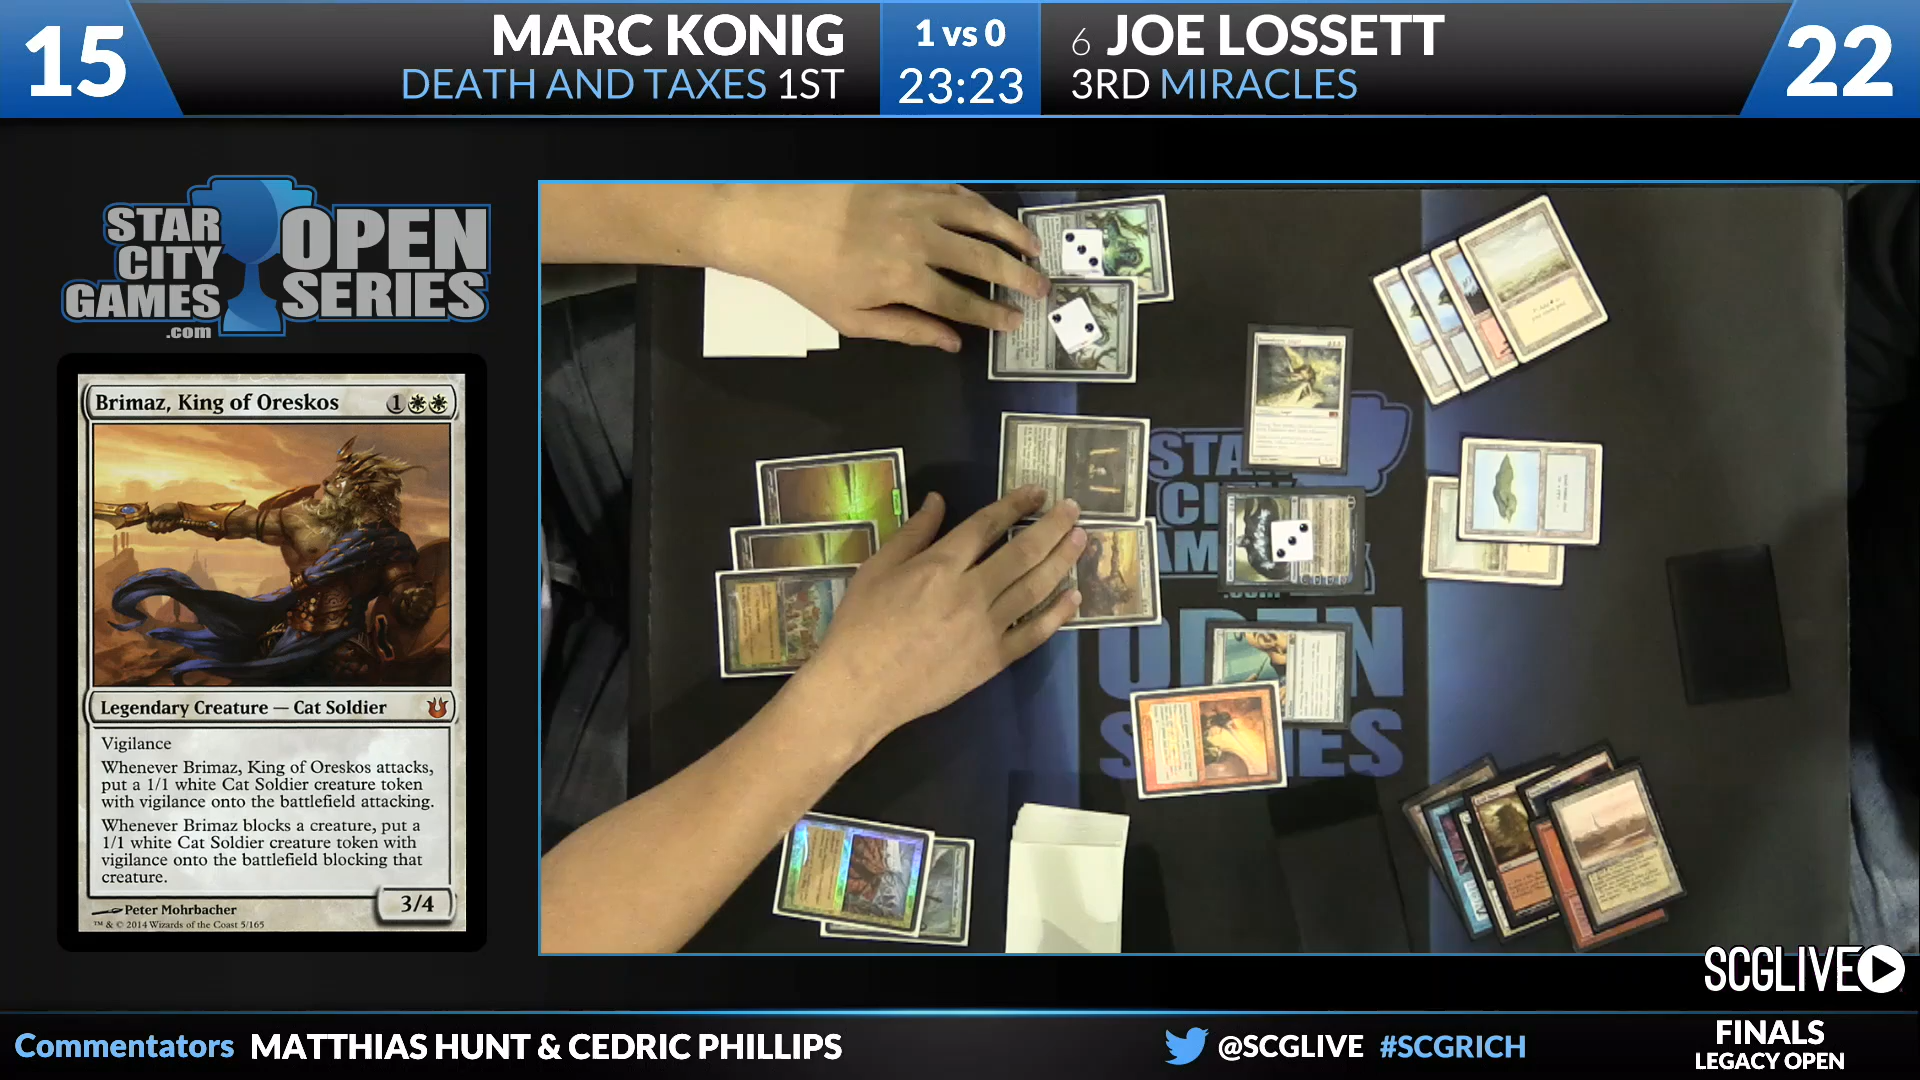 15
MARC KONIG
DEATH AND TAXES 1ST
1 vs 0
23:23
6 JOE LOSSETT
3RD MIRACLES
22
STAR CITY GAMES .com
OPEN SERIES
Brimaz, King of Oreskos 1
Legendary Creature — Cat Soldier
Vigilance
Whenever Brimaz, King of Oreskos attacks,
put a 1/1 white Cat Soldier creature token
with vigilance onto the battlefield attacking.
Whenever Brimaz blocks a creature, put a
1/1 white Cat Soldier creature token with
vigilance onto the battlefield blocking that
creature.
3/4
Peter Mohrbacher
™ & © 2014 Wizards of the Coast 5/165
SCGLIVE
Commentators MATTHIAS HUNT & CEDRIC PHILLIPS
@SCGLIVE #SCGRICH
FINALS
LEGACY OPEN